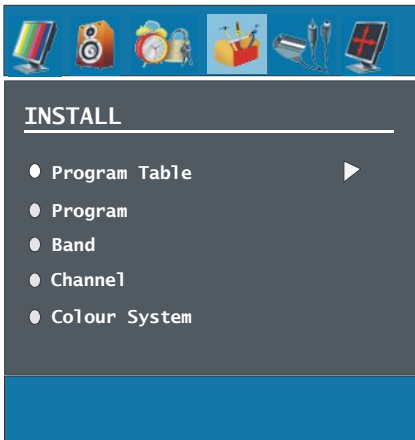 INSTALL
Program Table
Program
Band
Channel
Colour System